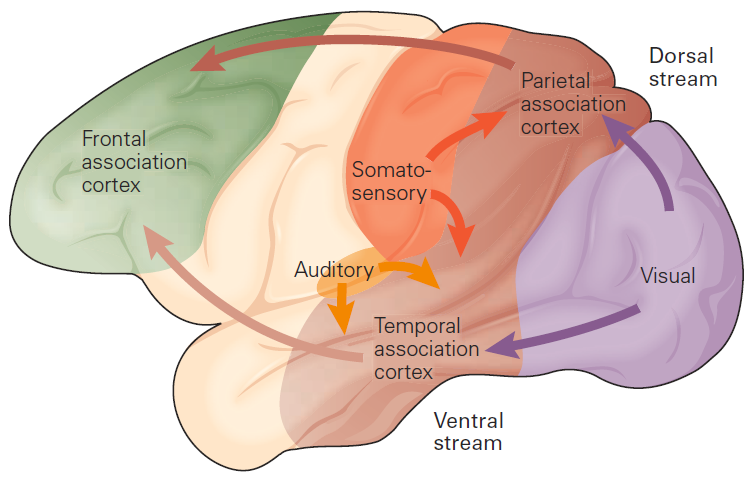 Dorsal
stream
Parietal
association
cortex
Frontal
association
cortex
Somato-
sensory
Auditory
Visual
Temporal
association
cortex
Ventral
stream